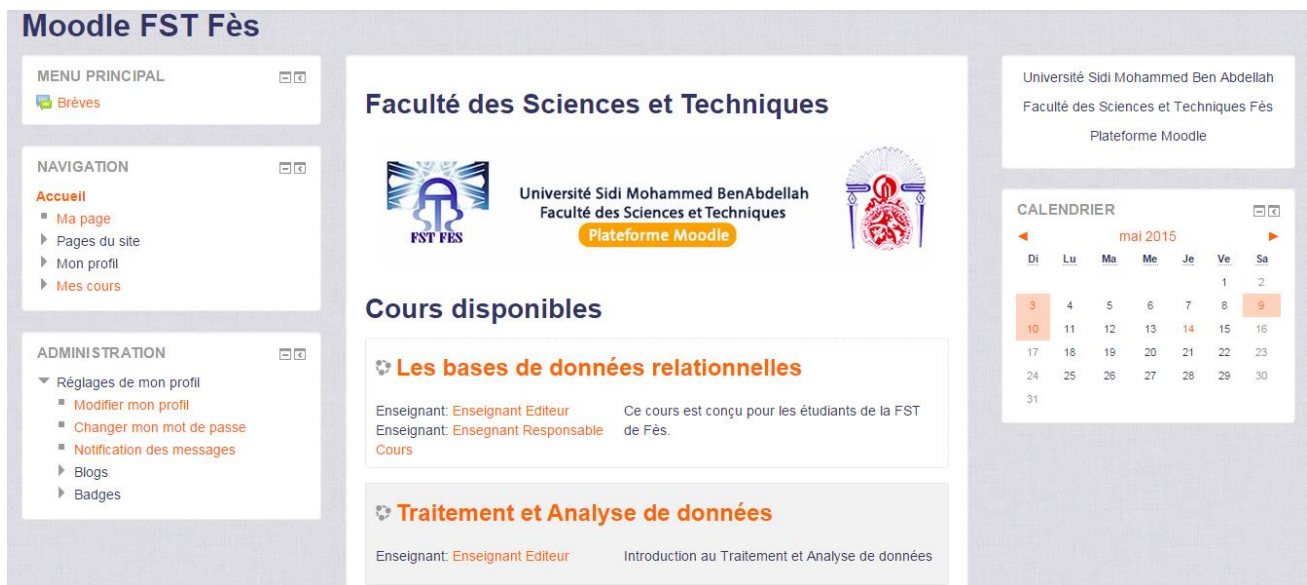 Moodle FST Fès
MENU PRINCIPAL
Brèves
NAVIGATION
Accueil
Ma page
Pages du site
Mon profil
Mes cours
ADMINISTRATION
Réglages de mon profil
Modifier mon profil
Changer mon mot de passe
Notification des messages
Blogs
Badges
Faculté des Sciences et Techniques
FST FES
Université Sidi Mohammed BenAbdellah
Faculté des Sciences et Techniques
Plateforme Moodle
Cours disponibles
Les bases de données relationnelles
Enseignant: Enseignant Editeur
Enseignant: Ensegnant Responsable
Cours
Ce cours est conçu pour les étudiants de la FST
de Fès.
Traitement et Analyse de données
Enseignant: Enseignant Editeur
Introduction au Traitement et Analyse de données
Université Sidi Mohammed Ben Abdellah
Faculté des Sciences et Techniques Fès
Plateforme Moodle
CALENDRIER
mai 2015
Di Lu Ma Me Je Ve Sa
1 2
3 4 5 6 7 8 9
10 11 12 13 14 15 16
17 18 19 20 21 22 23
24 25 26 27 28 29 30
31